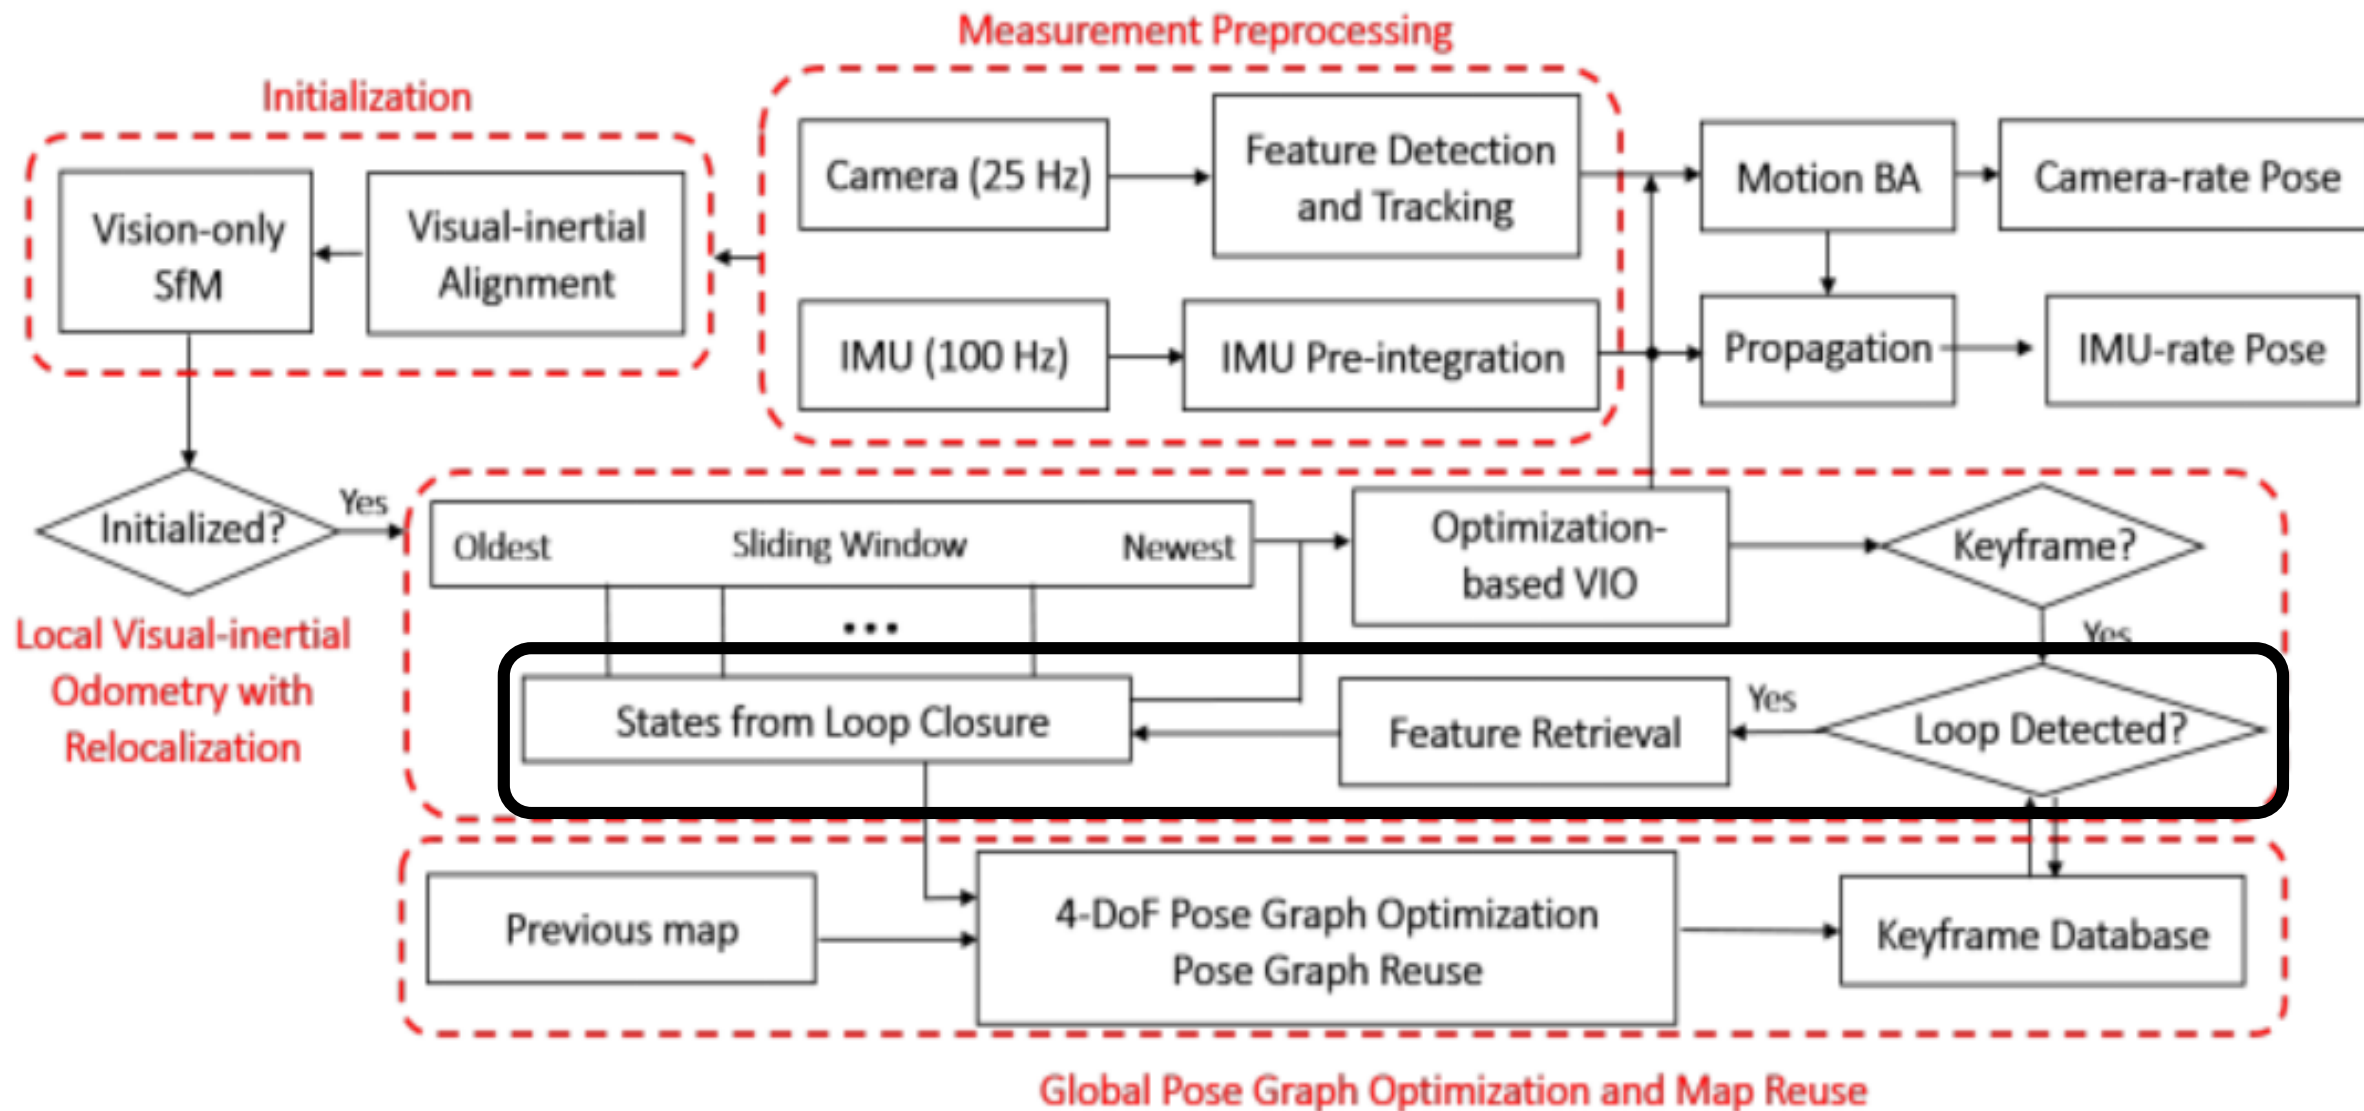 Measurement Preprocessing
Initialization
Camera (25 Hz)
Feature Detection
and Tracking
Motion BA
Camera-rate Pose
Vision-only
SfM
Visual-inertial
Alignment
IMU (100 Hz)
IMU Pre-integration
Propagation
IMU-rate Pose
Initialized?
Yes
Oldest
Sliding Window
Newest
Optimization-
based VIO
Keyframe?
Yes
...
Local Visual-inertial
Odometry with
Relocalization
States from Loop Closure
Feature Retrieval
Yes
Loop Detected?
Previous map
4-DoF Pose Graph Optimization
Pose Graph Reuse
Keyframe Database
Global Pose Graph Optimization and Map Reuse